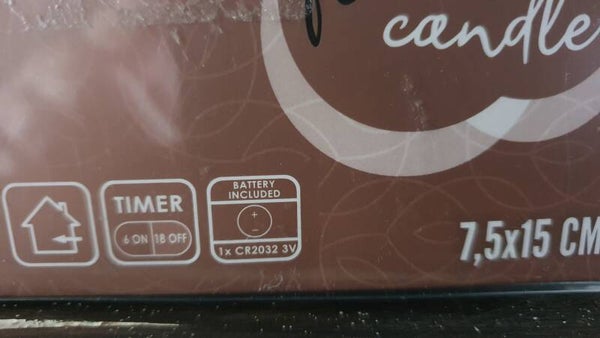 candle
TIMER
6 ON 18 OFF
BATTERY
INCLUDED
+
-
1x CR2032 3V
7,5x15 CM